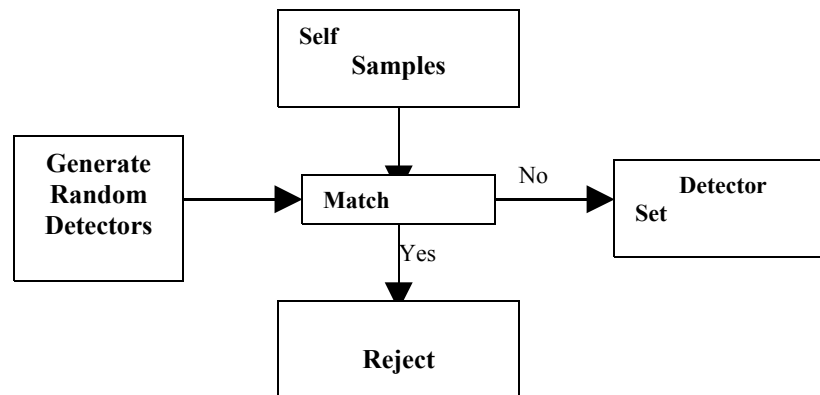 Self
Samples
Generate
Random
Detectors
Match
No
Detector
Set
Yes
Reject